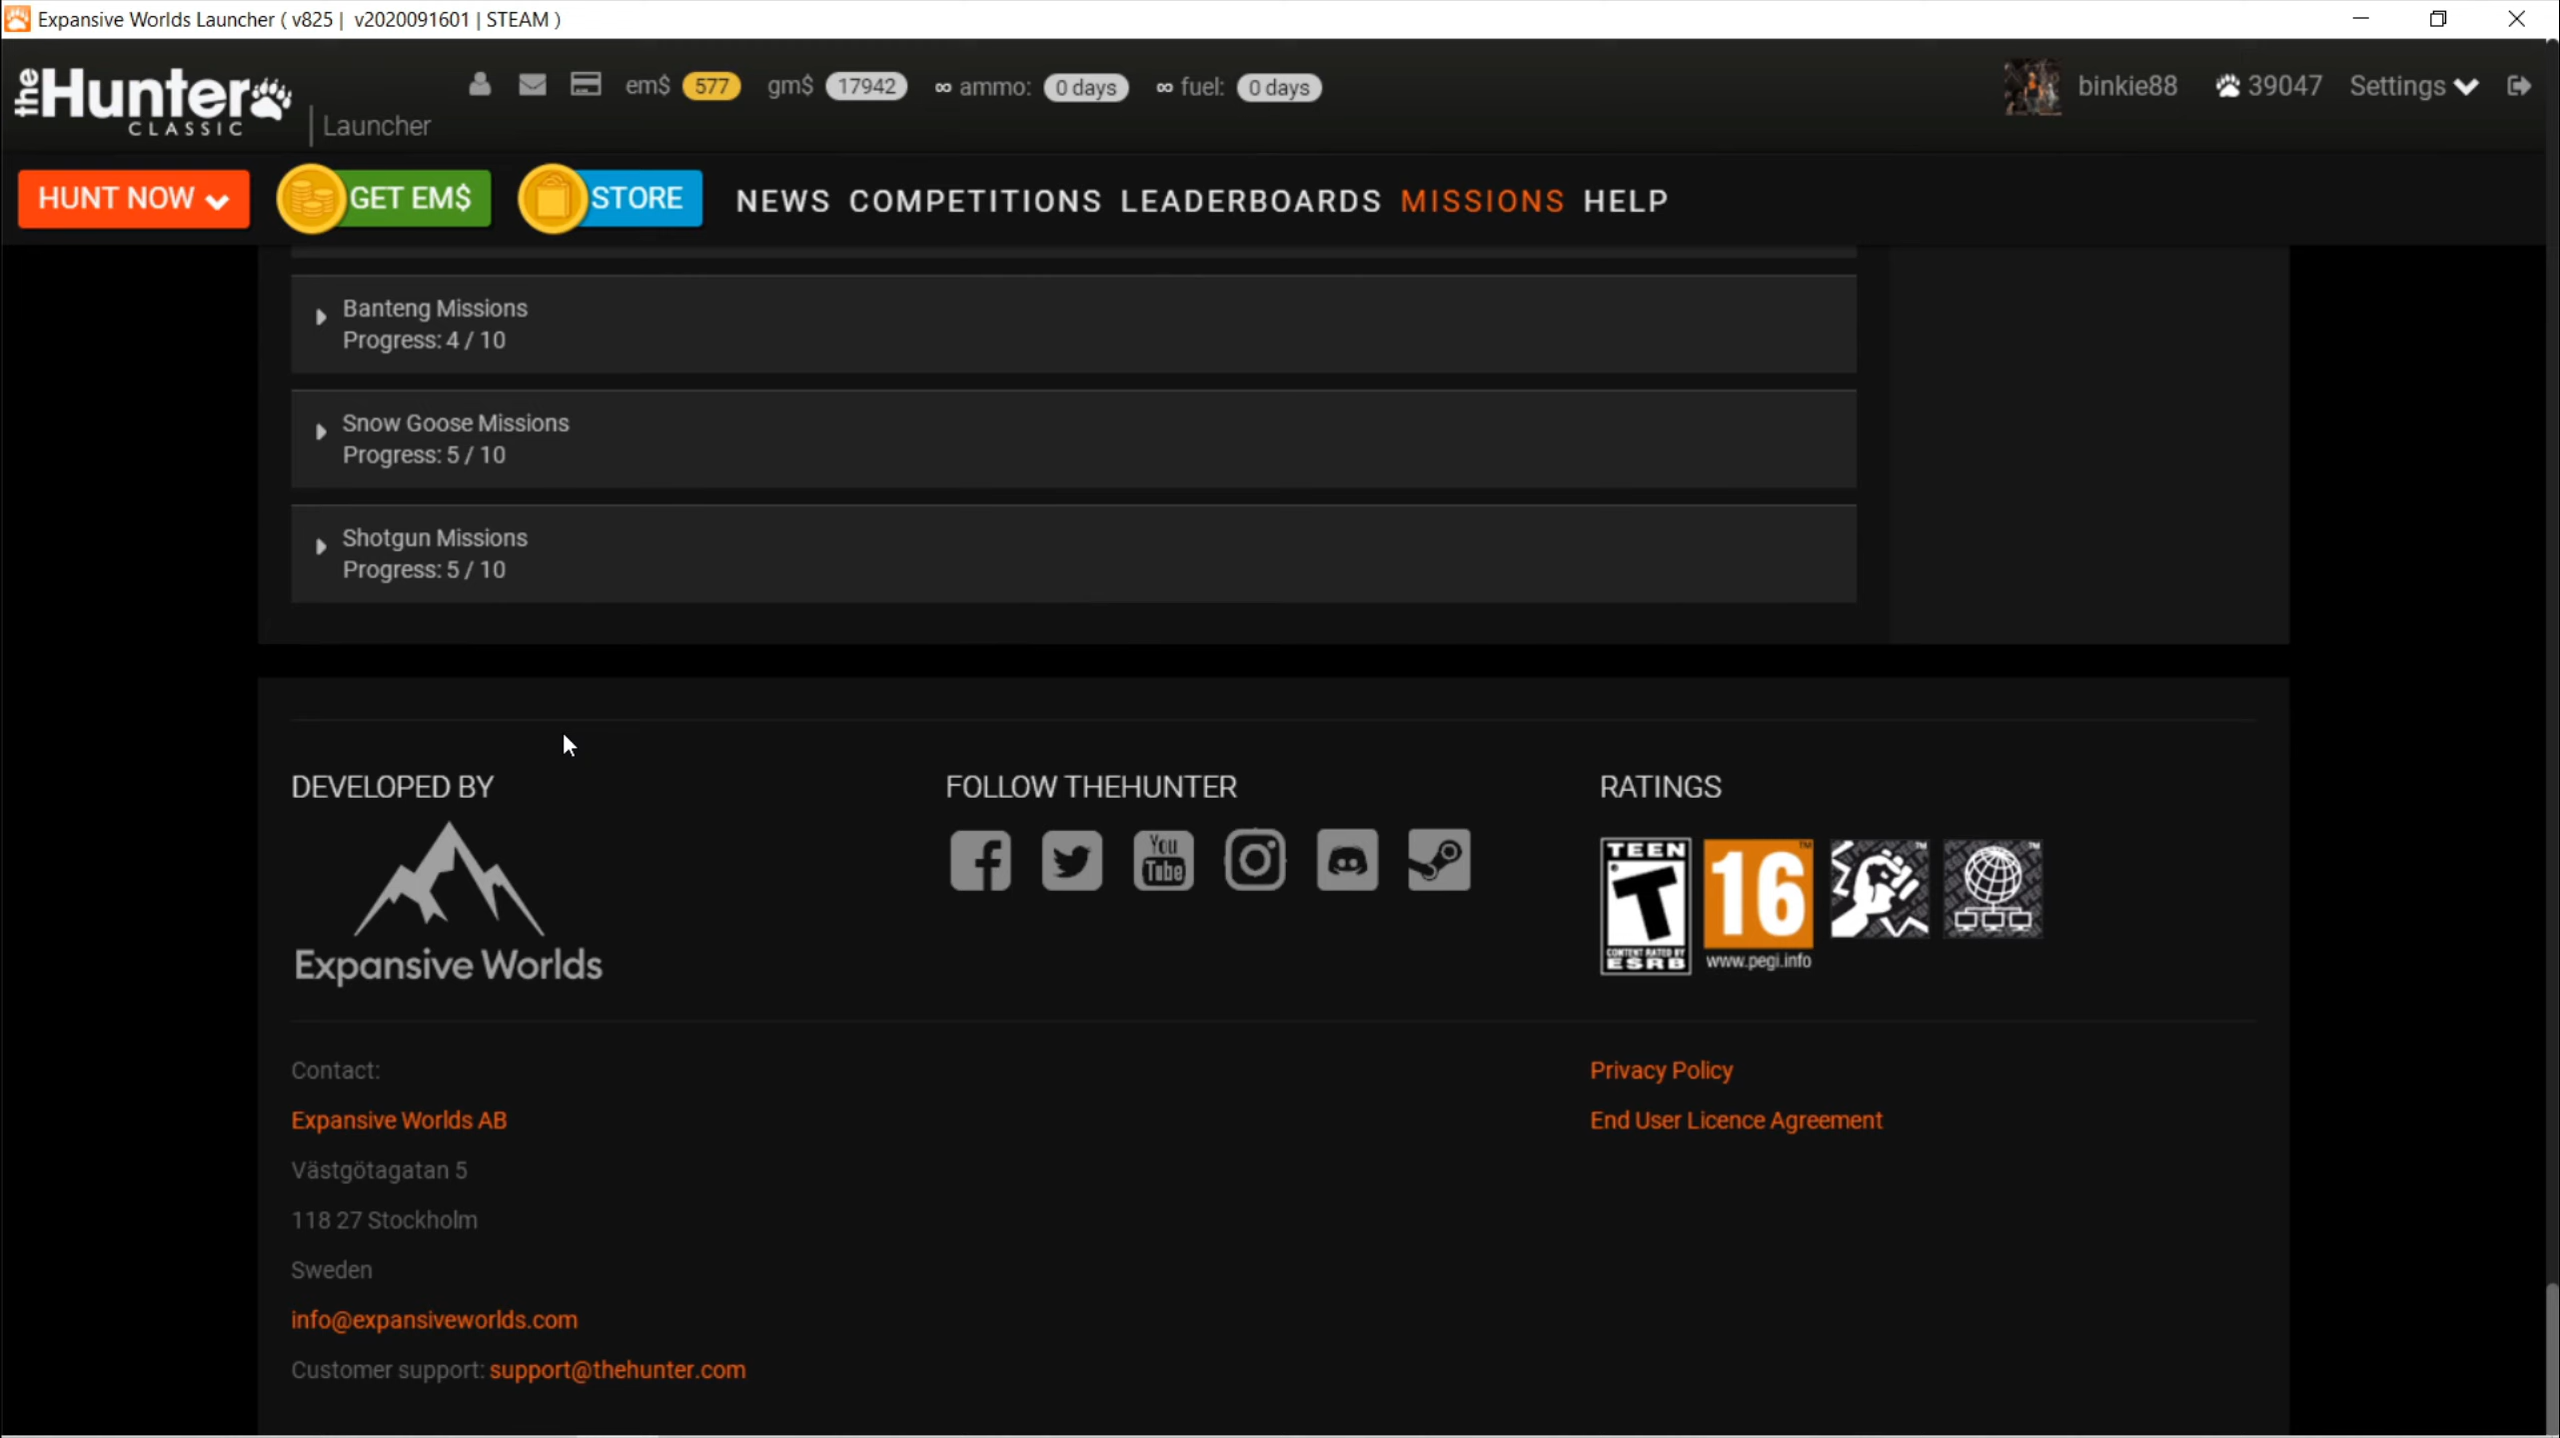 Expansive Worlds Launcher ( v825 | v2020091601 | STEAM )
theHunter
CLASSIC
Launcher
em$ 577 gm$ 17942 ∞ ammo: 0 days ∞ fuel: 0 days
binkie88 39047 Settings
HUNT NOW GET EM$ STORE NEWS COMPETITIONS LEADERBOARDS MISSIONS HELP
Banteng Missions
Progress: 4 / 10
Snow Goose Missions
Progress: 5 / 10
Shotgun Missions
Progress: 5 / 10
DEVELOPED BY
Expansive Worlds
FOLLOW THEHUNTER
You
Tube
RATINGS
TEEN
T
CONTENT RATED BY
ESRB
16
www.pegi.info
Contact:
Expansive Worlds AB
Västgötagatan 5
118 27 Stockholm
Sweden
info@expansiveworlds.com
Customer support: support@thehunter.com
Privacy Policy
End User Licence Agreement